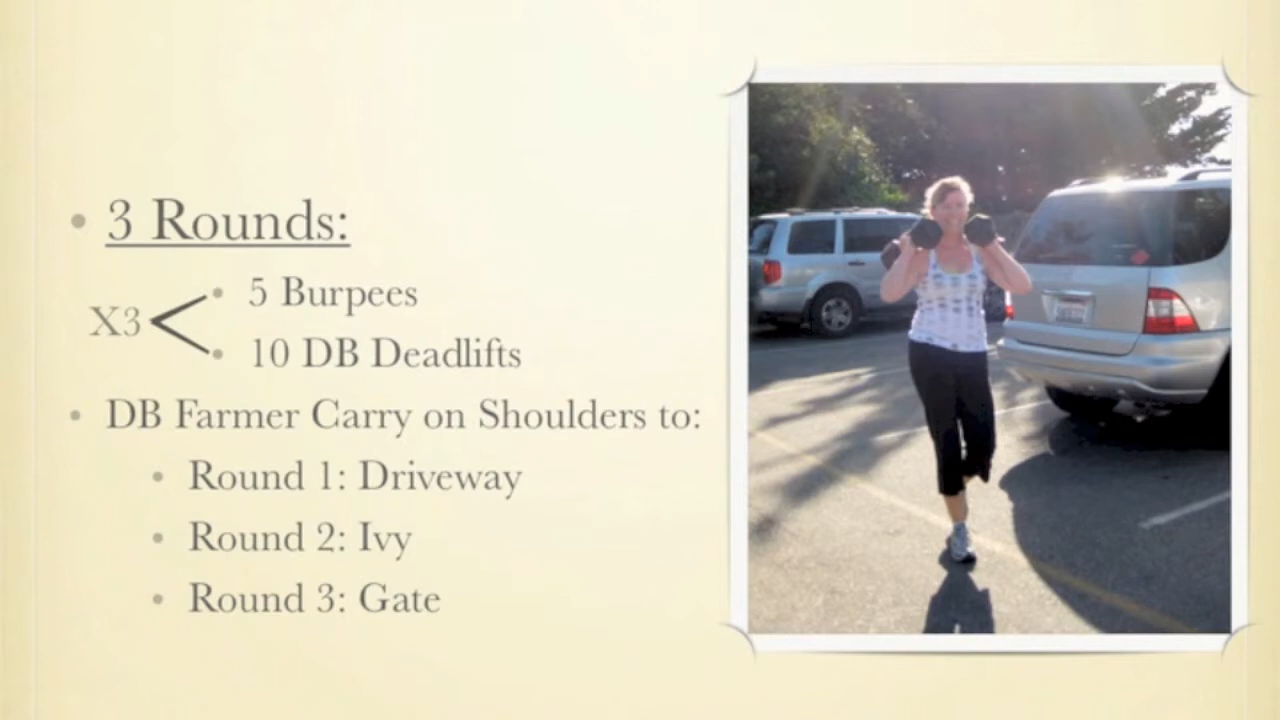 • 3 Rounds:
X3
• 5 Burpees
• 10 DB Deadlifts
• DB Farmer Carry on Shoulders to:
• Round 1: Driveway
• Round 2: Ivy
• Round 3: Gate